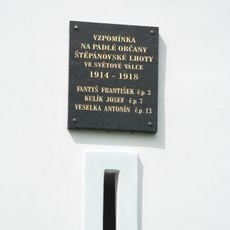 VZPOMÍNKA
NA PADLÉ OBČANY
ŠTĚPÁNOVSKÉ LHOTY
VE SVĚTOVÉ VÁLCE
1914 - 1918
FANTYŠ FRANTIŠEK č.p. 3
KULÍK JOSEF č.p. 7
VESELKA ANTONÍN č.p. 13